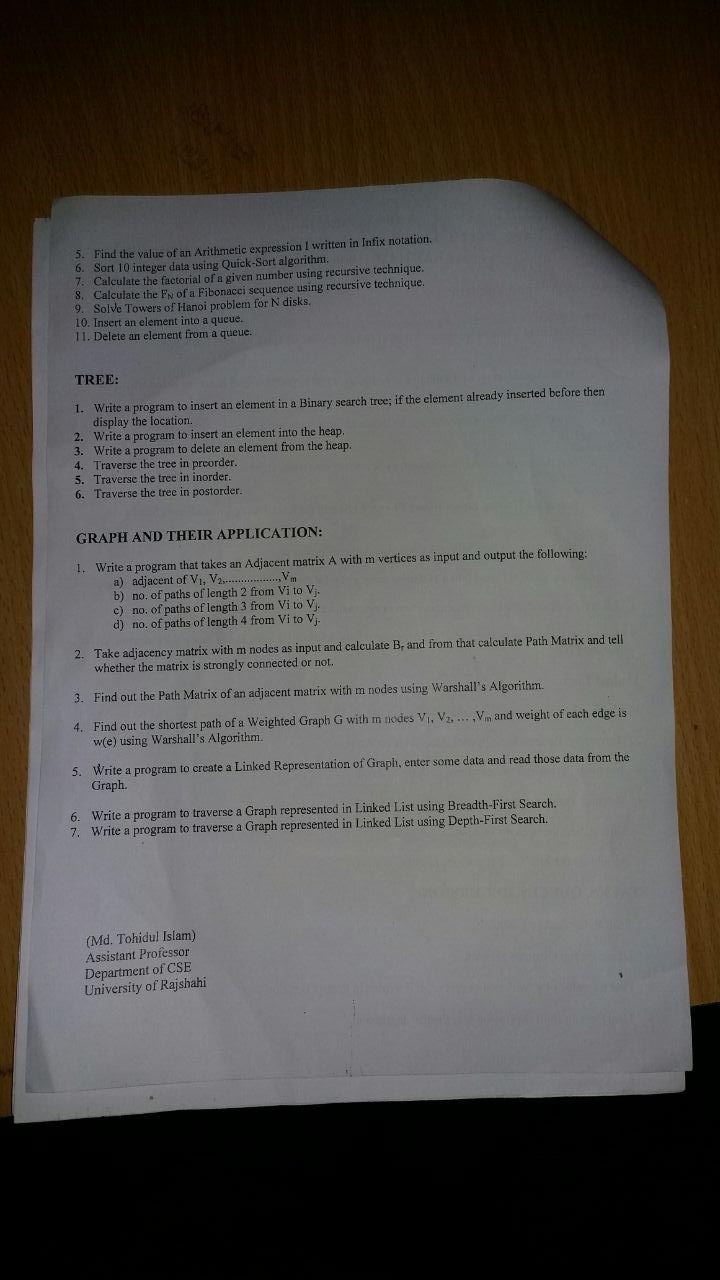 5. Find the value of an Arithmetic expression I written in Infix notation.
6. Sort 10 integer data using Quick-Sort algorithm.
7. Calculate the factorial of a given number using recursive technique.
8. Calculate the F_N of a Fibonacci sequence using recursive technique.
9. Solve Towers of Hanoi problem for N disks.
10. Insert an element into a queue.
11. Delete an element from a queue.
TREE:
1. Write a program to insert an element in a Binary search tree; if the element already inserted before then
display the location.
2. Write a program to insert an element into the heap.
3. Write a program to delete an element from the heap.
4. Traverse the tree in preorder.
5. Traverse the tree in inorder.
6. Traverse the tree in postorder.
GRAPH AND THEIR APPLICATION:
1. Write a program that takes an Adjacent matrix A with m vertices as input and output the following:
a) adjacent of V₁, V₂,..................,Vₘ
b) no. of paths of length 2 from Vi to Vⱼ.
c) no. of paths of length 3 from Vi to Vⱼ.
d) no. of paths of length 4 from Vi to Vⱼ.
2. Take adjacency matrix with m nodes as input and calculate Bᵣ and from that calculate Path Matrix and tell
whether the matrix is strongly connected or not.
3. Find out the Path Matrix of an adjacent matrix with m nodes using Warshall's Algorithm.
4. Find out the shortest path of a Weighted Graph G with m nodes V₁, V₂, ... ,Vₘ and weight of each edge is
w(e) using Warshall's Algorithm.
5. Write a program to create a Linked Representation of Graph, enter some data and read those data from the
Graph.
6. Write a program to traverse a Graph represented in Linked List using Breadth-First Search.
7. Write a program to traverse a Graph represented in Linked List using Depth-First Search.
(Md. Tohidul Islam)
Assistant Professor
Department of CSE
University of Rajshahi